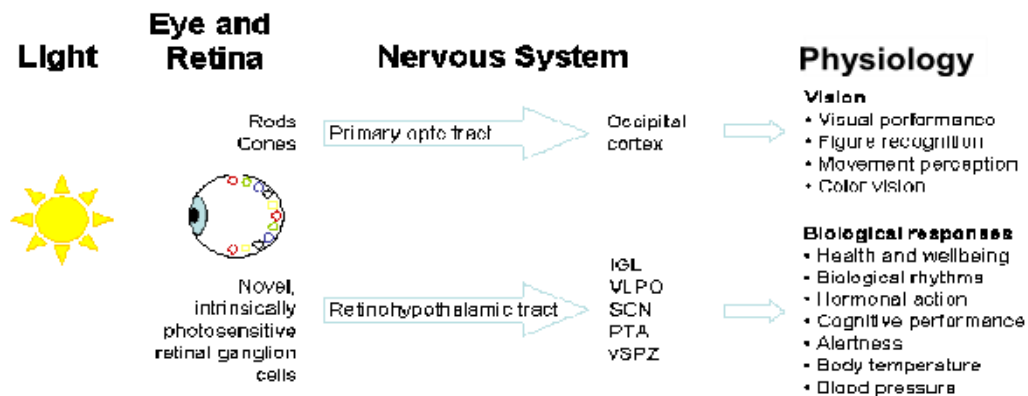 Light
Eye and
Retina
Nervous System
Physiology
Rods
Cones
Primary optc tract
Occipital
cortex
Vision
• Visual performance
• Figure recognition
• Movement perception
• Color vision
Novel,
intrinsically
photosensitive
retinal ganglion
cells
Retinohypothalamic tract
IGL
VLPO
SCN
PTA
vSPZ
Biological responses
• Health and wellbeing
• Biological rhythms
• Hormonal action
• Cognitive performance
• Alertness
• Body temperature
• Blood pressure